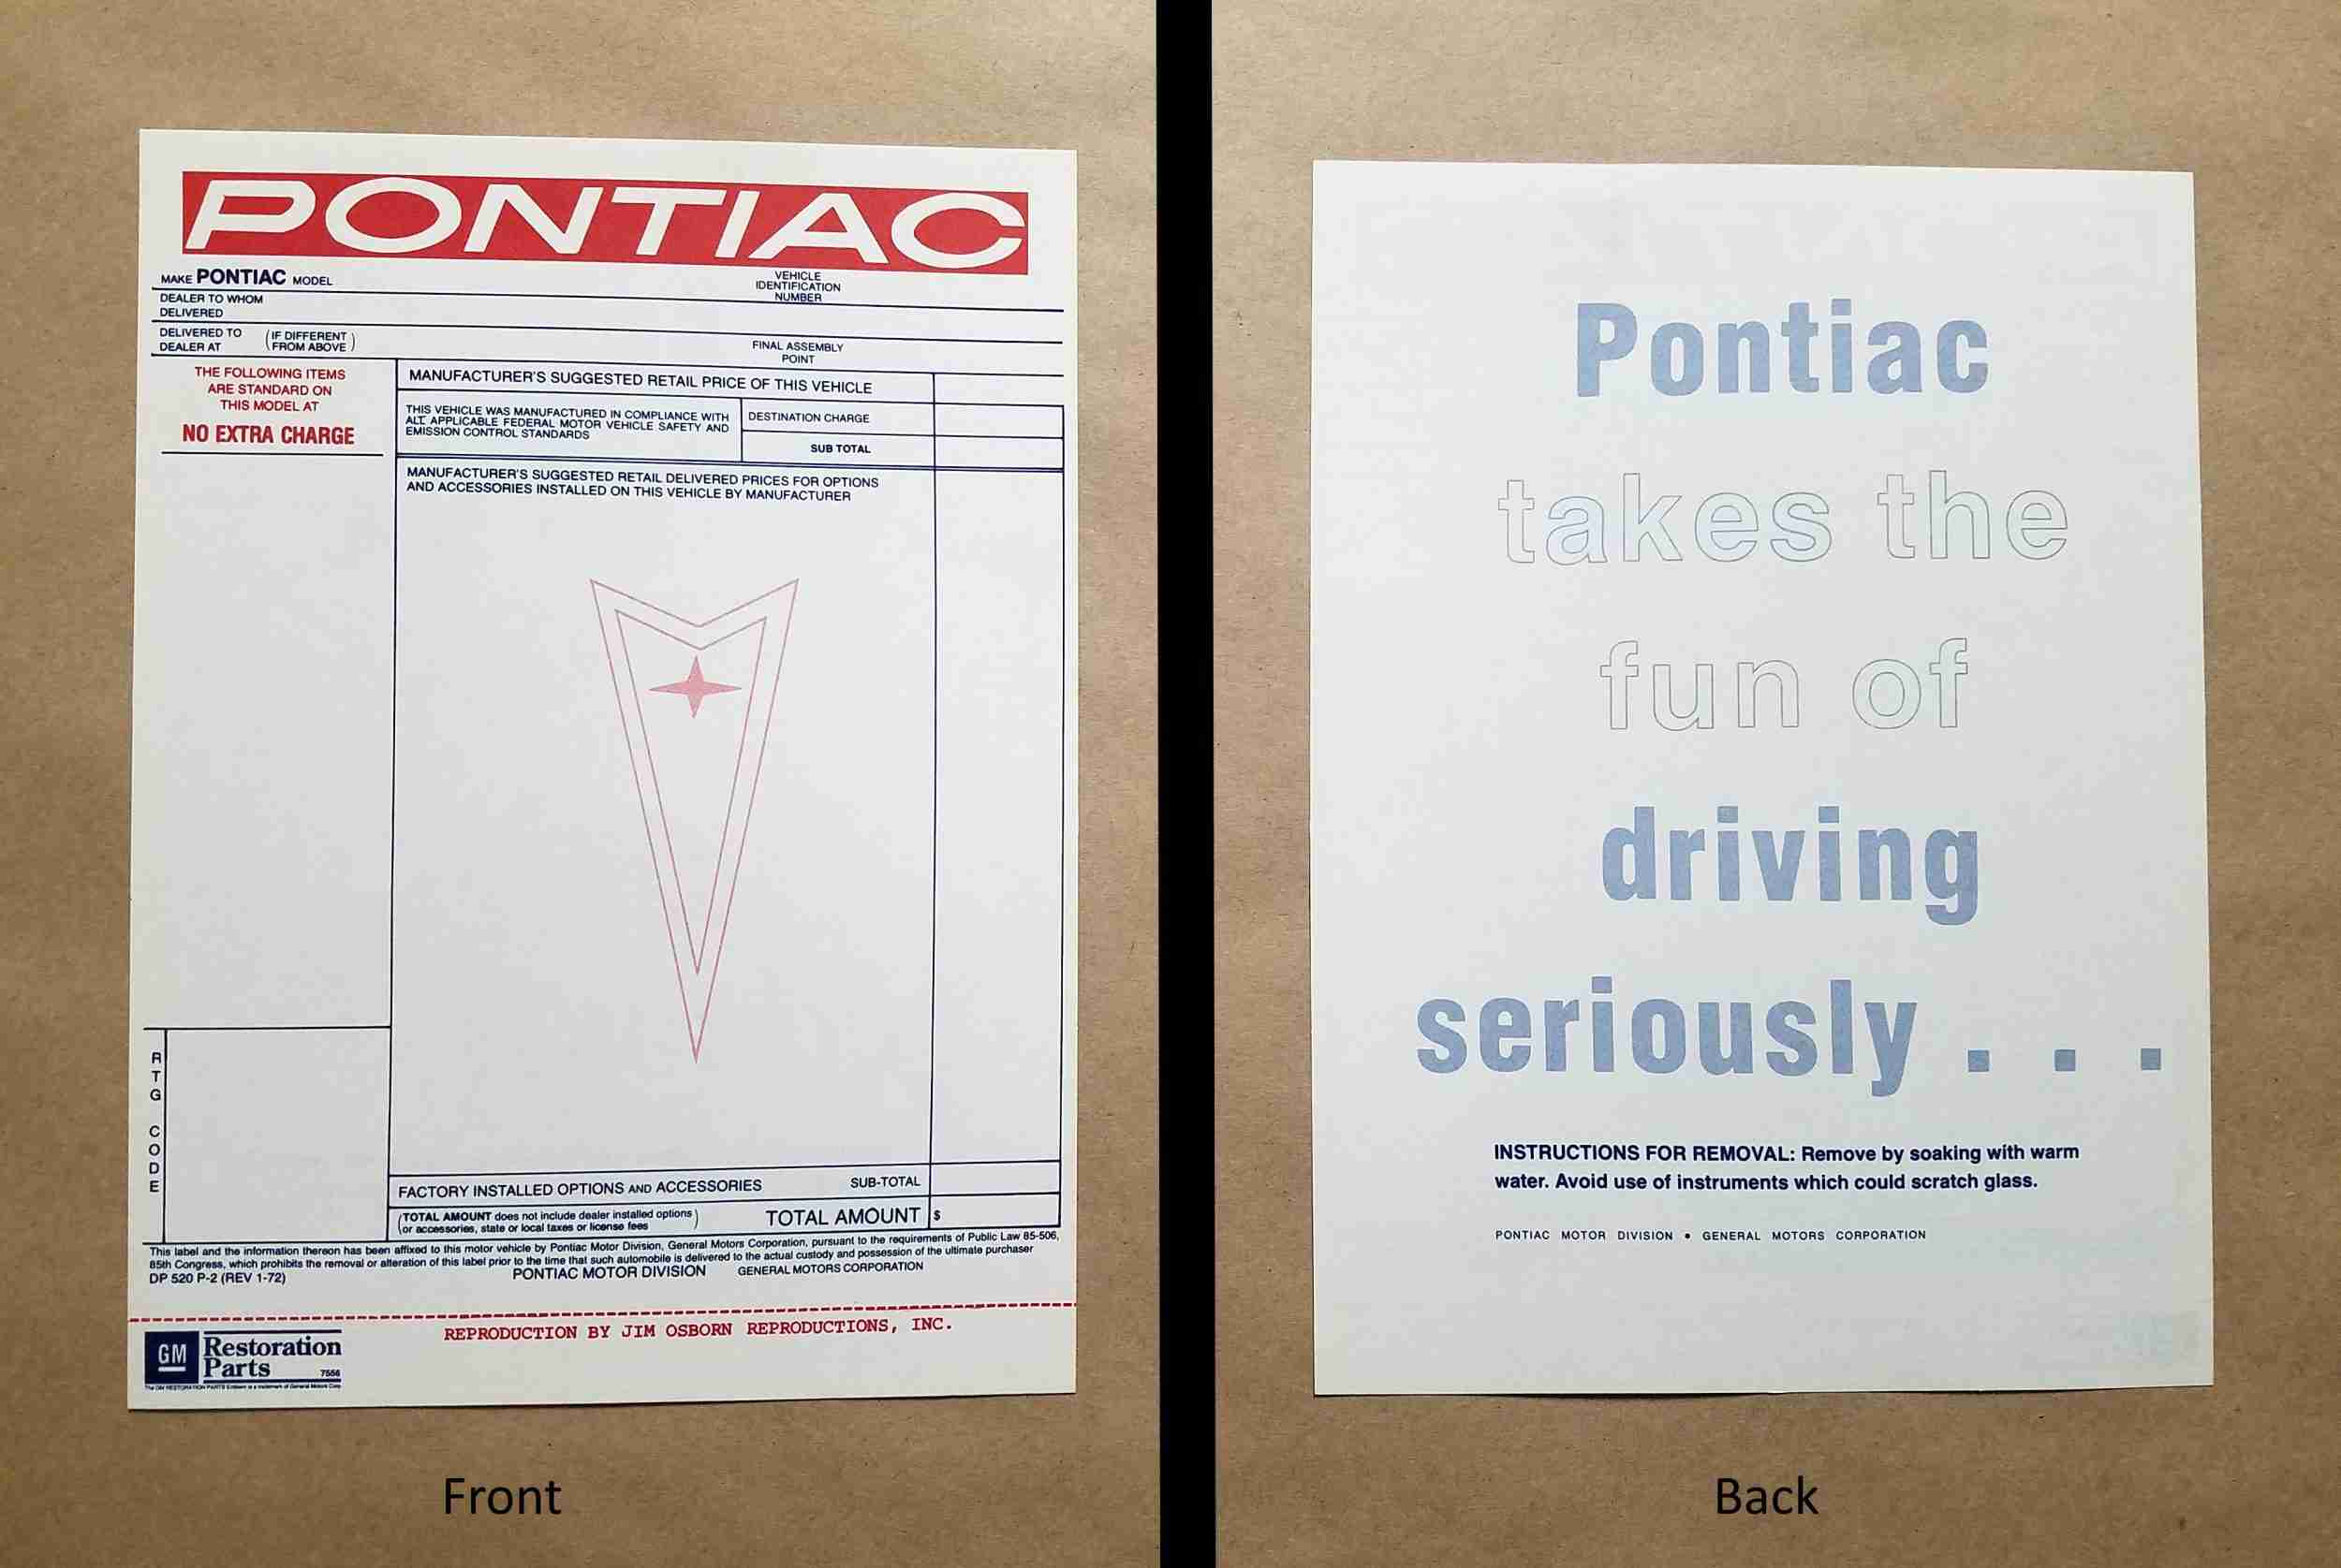 PONTIAC
MAKE PONTIAC MODEL
VEHICLE
IDENTIFICATION
NUMBER
DEALER TO WHOM
DELIVERED
DELIVERED TO (IF DIFFERENT
DEALER AT FROM ABOVE)
FINAL ASSEMBLY
POINT
THE FOLLOWING ITEMS
ARE STANDARD ON
THIS MODEL AT
NO EXTRA CHARGE
MANUFACTURER'S SUGGESTED RETAIL PRICE OF THIS VEHICLE
THIS VEHICLE WAS MANUFACTURED IN COMPLIANCE WITH
ALL APPLICABLE FEDERAL MOTOR VEHICLE SAFETY AND
EMISSION CONTROL STANDARDS
DESTINATION CHARGE
SUB TOTAL
MANUFACTURER'S SUGGESTED RETAIL DELIVERED PRICES FOR OPTIONS
AND ACCESSORIES INSTALLED ON THIS VEHICLE BY MANUFACTURER
RTG CODE
FACTORY INSTALLED OPTIONS AND ACCESSORIES SUB-TOTAL
(TOTAL AMOUNT does not include dealer installed options
or accessories, state or local taxes or license fees)
TOTAL AMOUNT $
This label and the information thereon has been affixed to this motor vehicle by Pontiac Motor Division, General Motors Corporation, pursuant to the requirements of Public Law 85-506,
85th Congress, which prohibits the removal or alteration of this label prior to the time that such automobile is delivered to the actual custody and possession of the ultimate purchaser
DP 520 P-2 (REV 1-72) PONTIAC MOTOR DIVISION GENERAL MOTORS CORPORATION
REPRODUCTION BY JIM OSBORN REPRODUCTIONS, INC.
GM Restoration
Parts 7556
The GM RESTORATION PARTS Emblem is a trademark of General Motors Corp.
Front
Pontiac
takes the
fun of
driving
seriously . . .
INSTRUCTIONS FOR REMOVAL: Remove by soaking with warm
water. Avoid use of instruments which could scratch glass.
PONTIAC MOTOR DIVISION • GENERAL MOTORS CORPORATION
Back